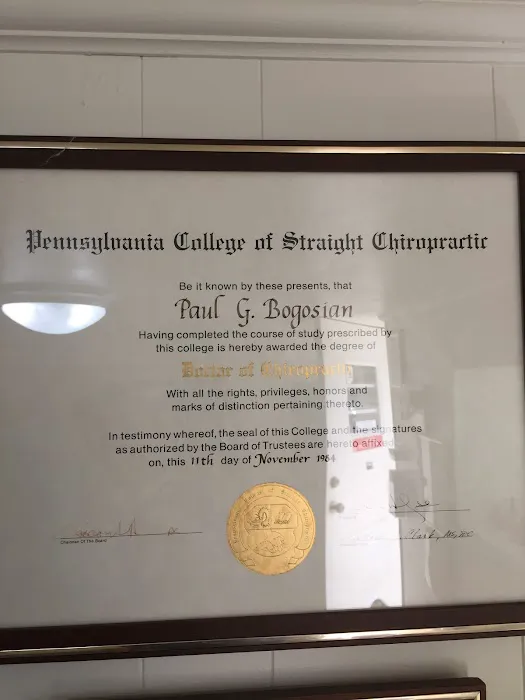 Pennsylvania College of Straight Chiropractic
Be it known by these presents, that
Paul G. Bogosian
Having completed the course of study prescribed by
this college is hereby awarded the degree of
Doctor of Chiropractic
With all the rights, privileges, honors and
marks of distinction pertaining thereto.
In testimony whereof, the seal of this College and the signatures
as authorized by the Board of Trustees are hereto affixed
on, this 11th day of November 1984
Chairman Of The Board